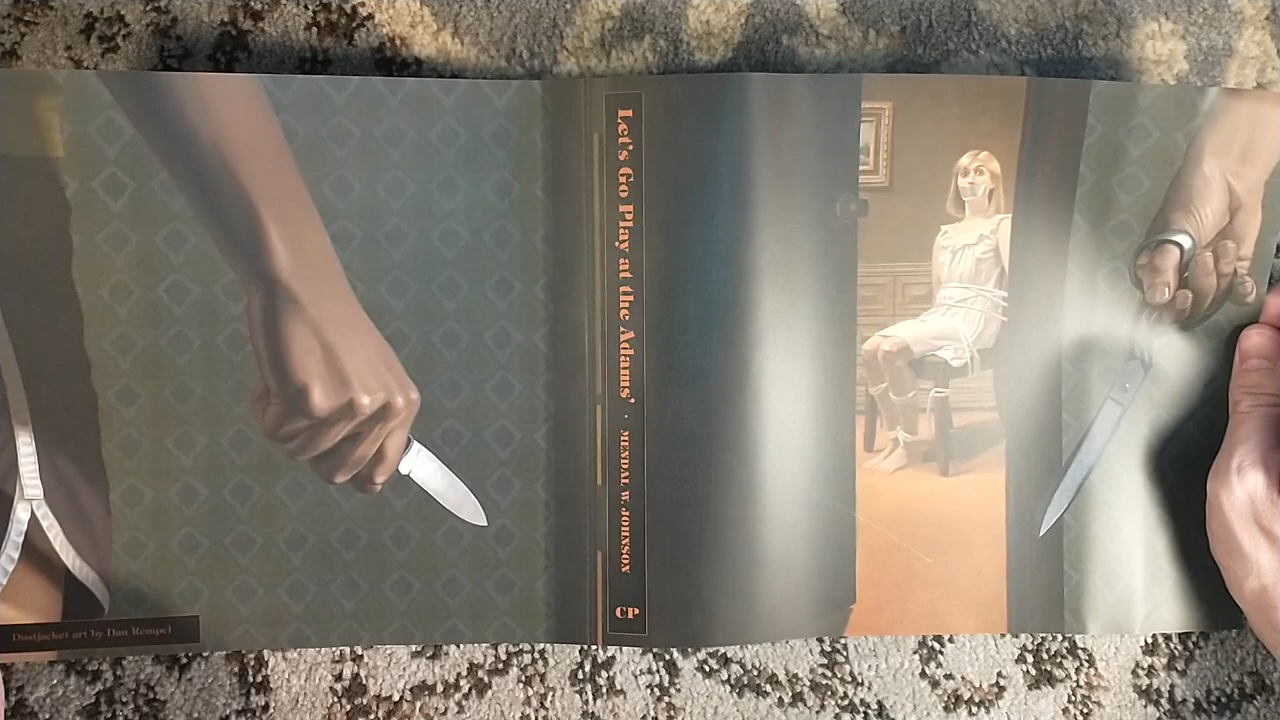 Let's Go Play at the Adams' · MENDAL W. JOHNSON
CP
Dustjacket art by Dan Rempel